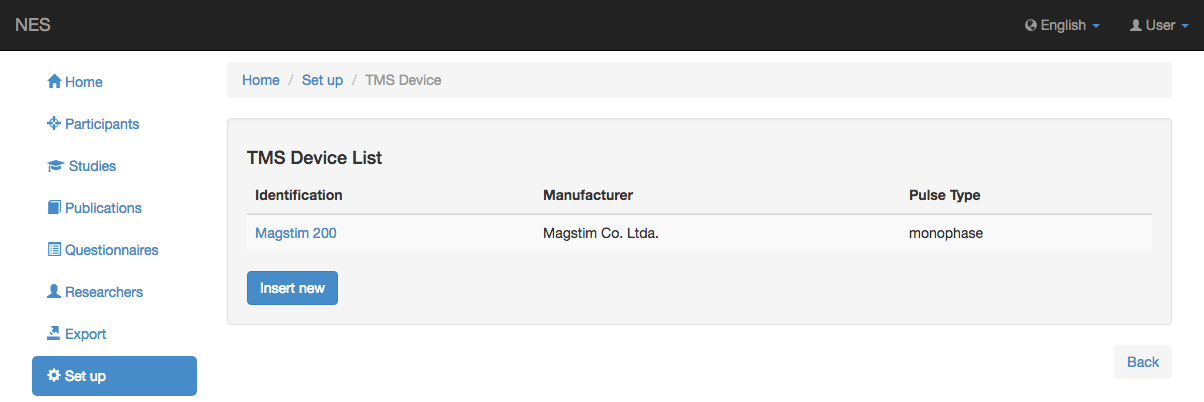 NES
English
User
Home
Participants
Studies
Publications
Questionnaires
Researchers
Export
Set up
Home / Set up / TMS Device
TMS Device List
Identification Manufacturer Pulse Type
Magstim 200 Magstim Co. Ltda. monophase
Insert new
Back